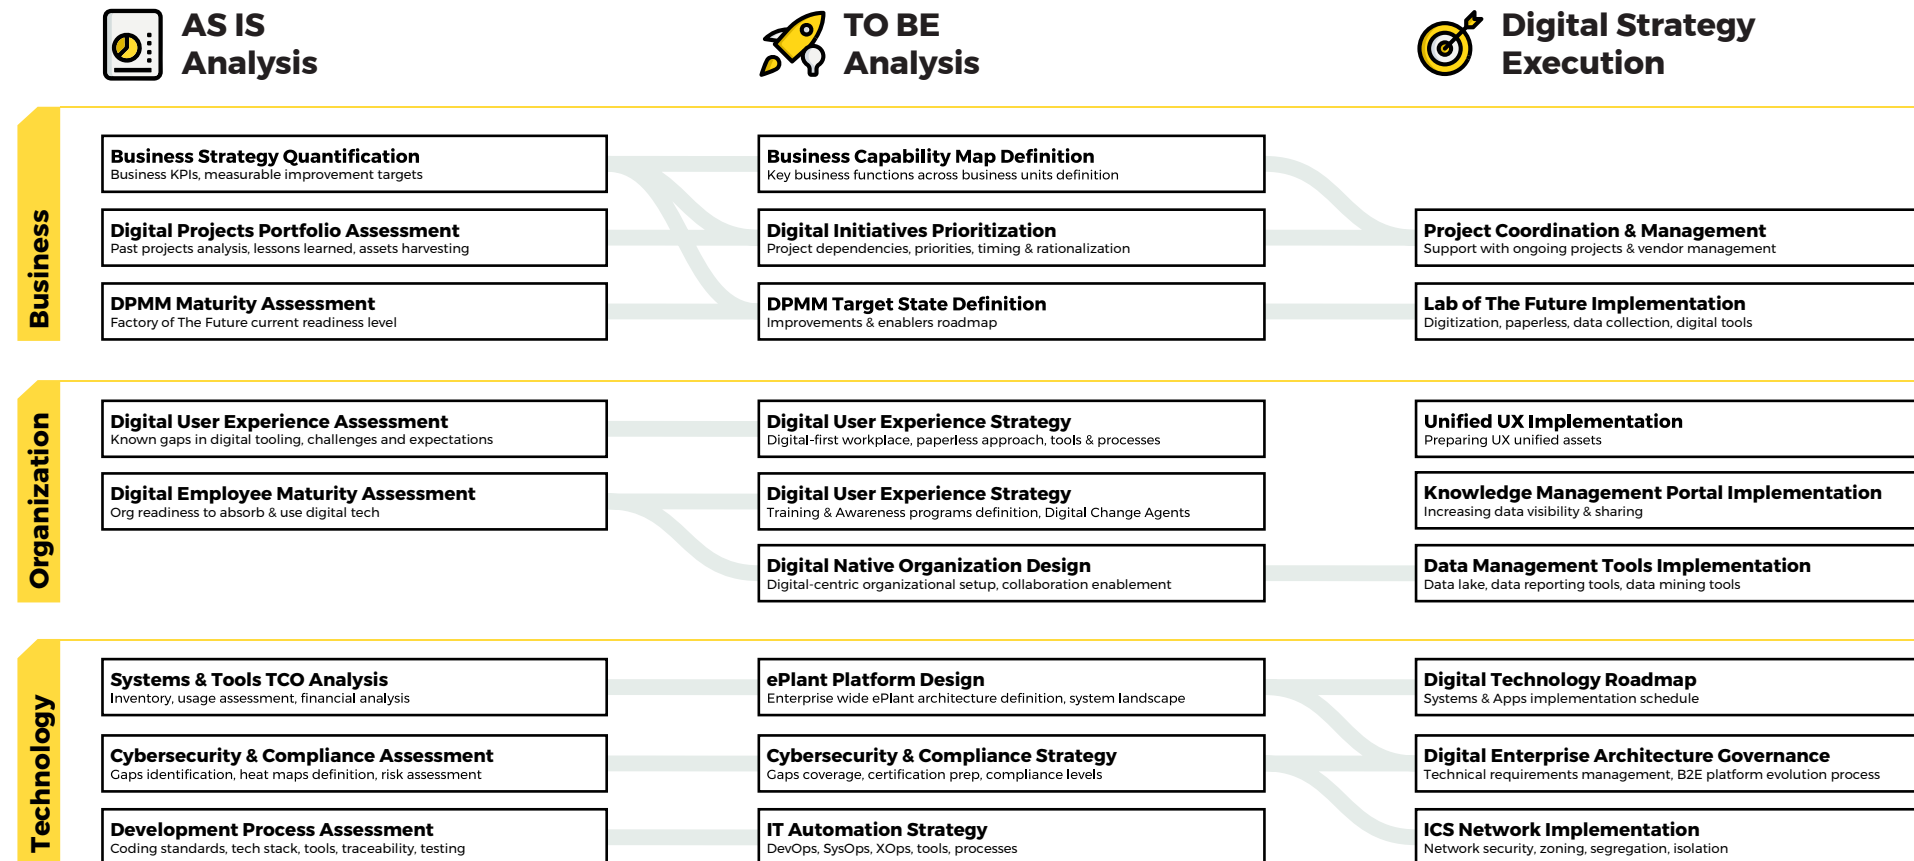 AS IS
Analysis
TO BE
Analysis
Digital Strategy
Execution
Business
Business Strategy Quantification
Business KPIs, measurable improvement targets
Business Capability Map Definition
Key business functions across business units definition
Digital Projects Portfolio Assessment
Past projects analysis, lessons learned, assets harvesting
Digital Initiatives Prioritization
Project dependencies, priorities, timing & rationalization
Project Coordination & Management
Support with ongoing projects & vendor management
DPMM Maturity Assessment
Factory of The Future current readiness level
DPMM Target State Definition
Improvements & enablers roadmap
Lab of The Future Implementation
Digitization, paperless, data collection, digital tools
Organization
Digital User Experience Assessment
Known gaps in digital tooling, challenges and expectations
Digital User Experience Strategy
Digital-first workplace, paperless approach, tools & processes
Unified UX Implementation
Preparing UX unified assets
Digital Employee Maturity Assessment
Org readiness to absorb & use digital tech
Digital User Experience Strategy
Training & Awareness programs definition, Digital Change Agents
Knowledge Management Portal Implementation
Increasing data visibility & sharing
Digital Native Organization Design
Digital-centric organizational setup, collaboration enablement
Data Management Tools Implementation
Data lake, data reporting tools, data mining tools
Technology
Systems & Tools TCO Analysis
Inventory, usage assessment, financial analysis
ePlant Platform Design
Enterprise wide ePlant architecture definition, system landscape
Digital Technology Roadmap
Systems & Apps implementation schedule
Cybersecurity & Compliance Assessment
Gaps identification, heat maps definition, risk assessment
Cybersecurity & Compliance Strategy
Gaps coverage, certification prep, compliance levels
Digital Enterprise Architecture Governance
Technical requirements management, B2E platform evolution process
Development Process Assessment
Coding standards, tech stack, tools, traceability, testing
IT Automation Strategy
DevOps, SysOps, XOps, tools, processes
ICS Network Implementation
Network security, zoning, segregation, isolation